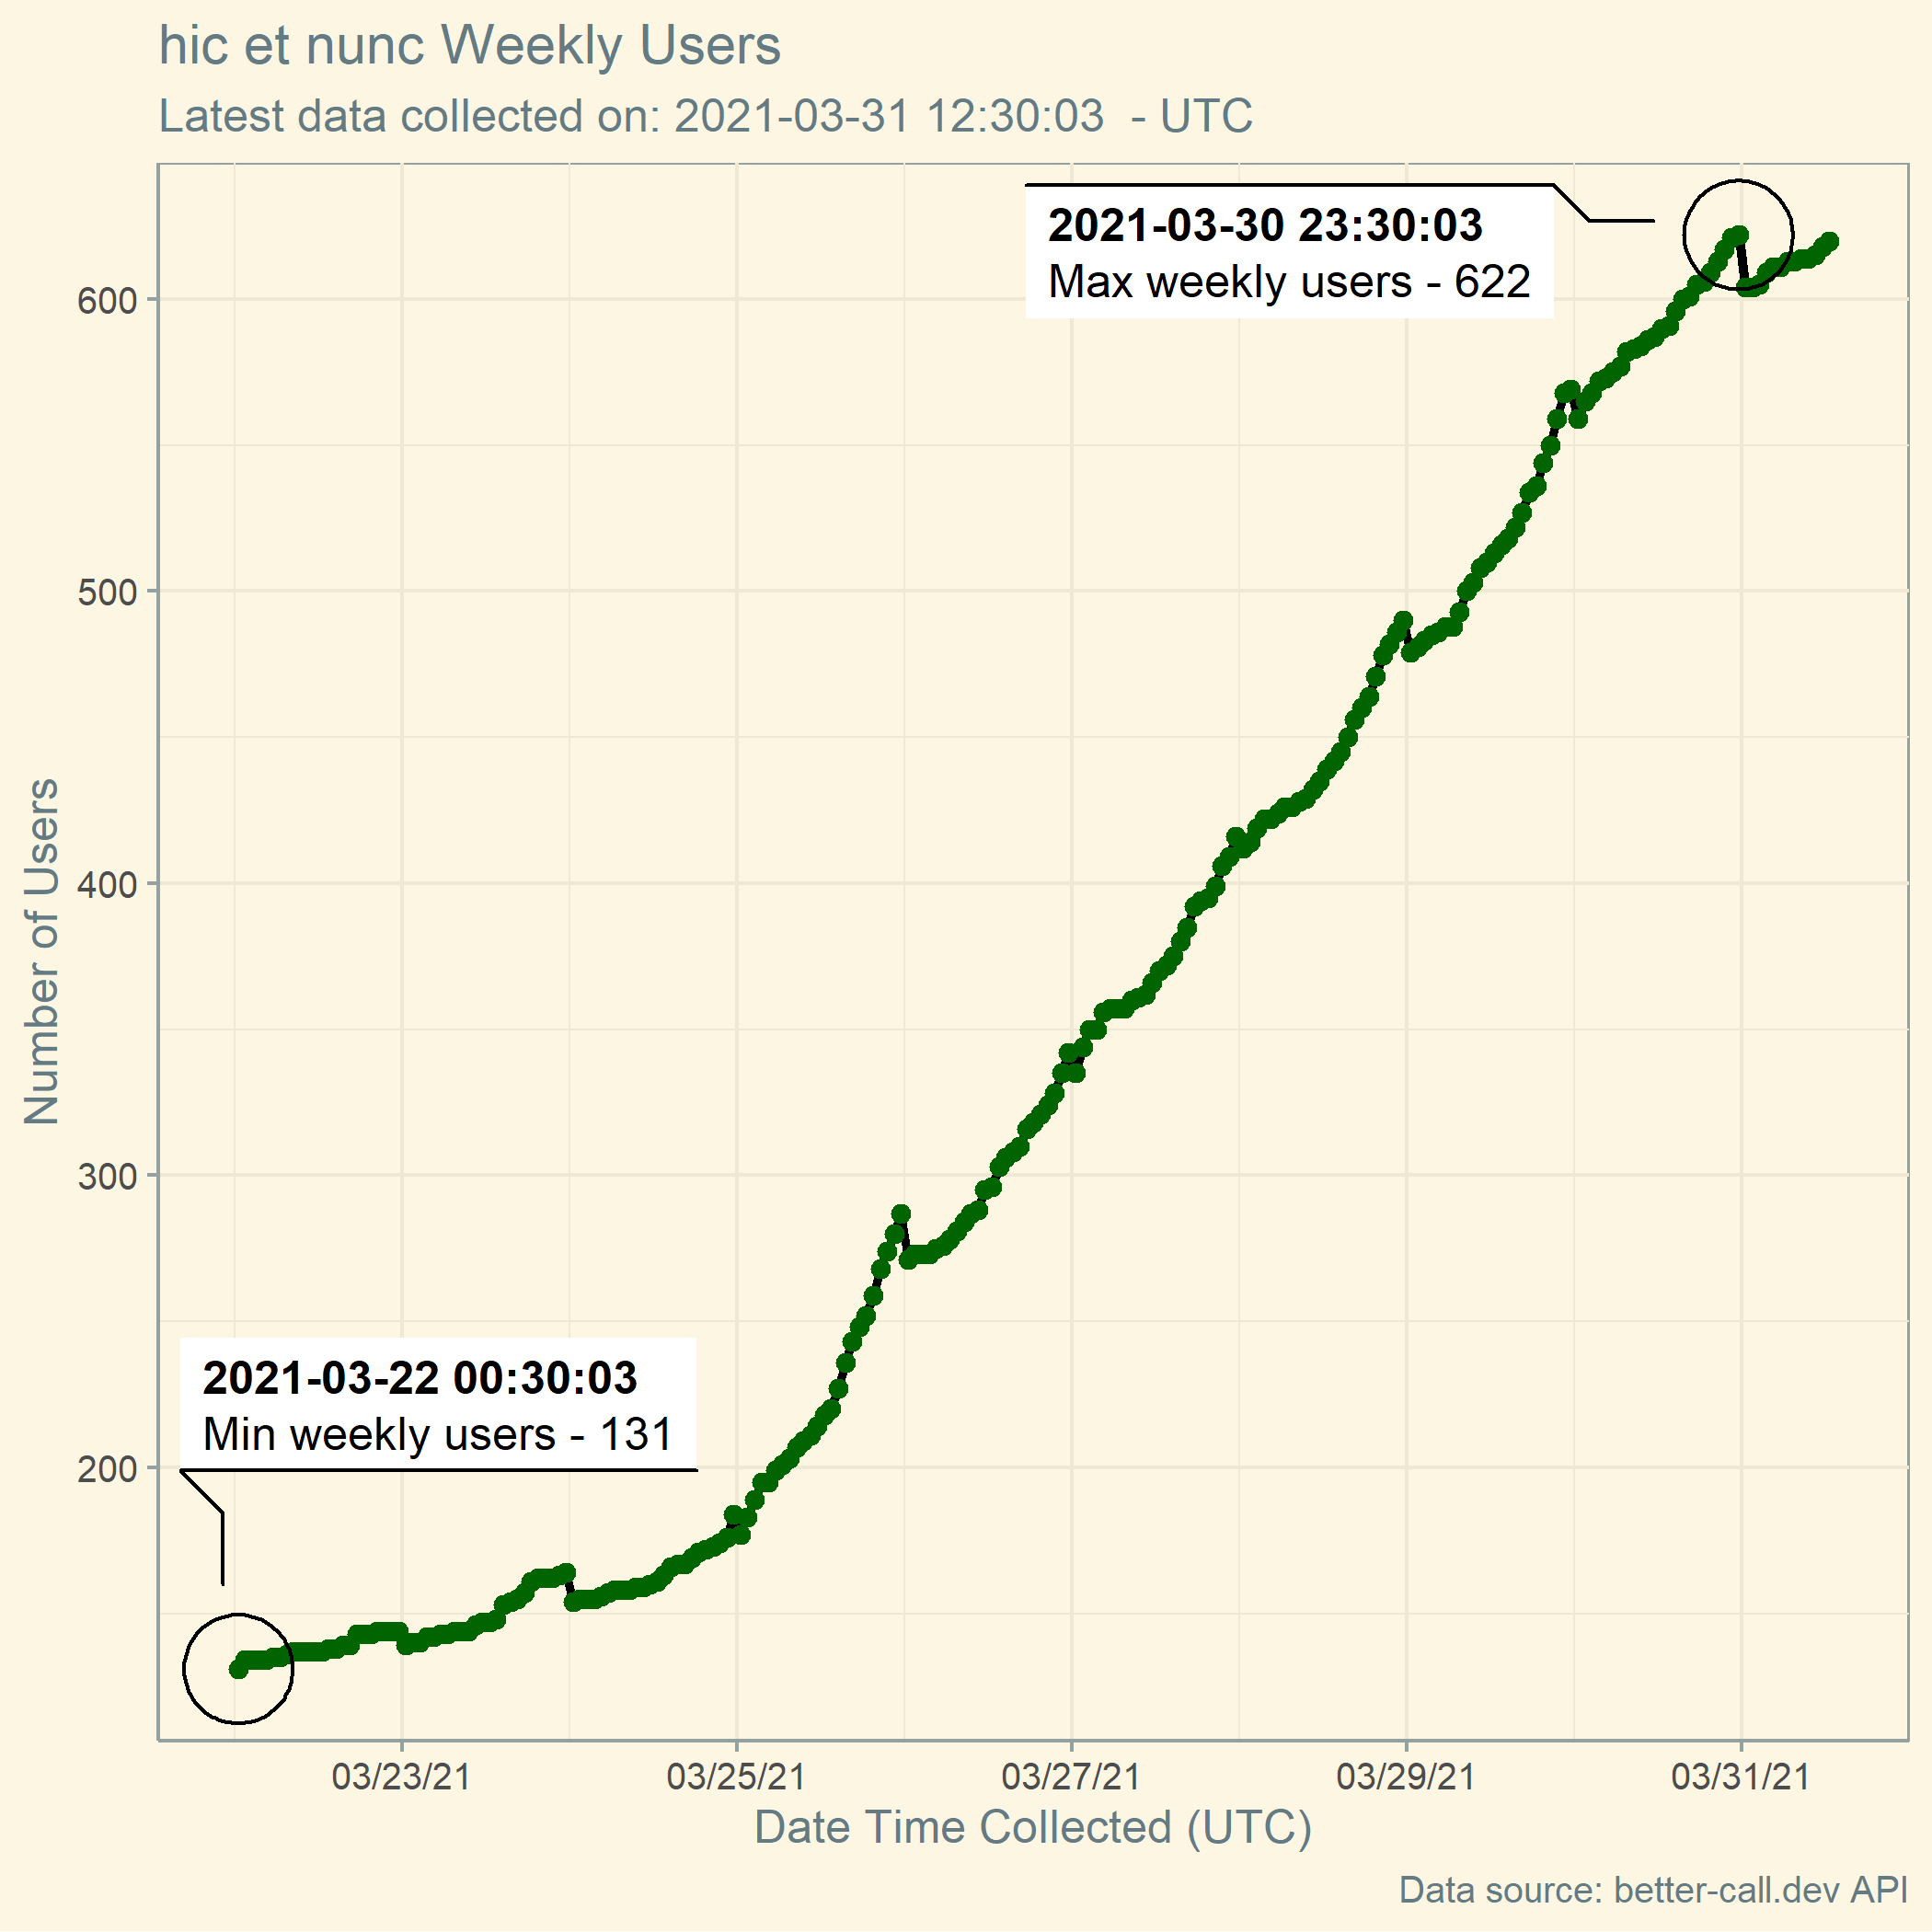 hic et nunc Weekly Users
Latest data collected on: 2021-03-31 12:30:03  - UTC
2021-03-30 23:30:03
Max weekly users - 622
600
500
400
300
200
Number of Users
2021-03-22 00:30:03
Min weekly users - 131
03/23/21 03/25/21 03/27/21 03/29/21 03/31/21
Date Time Collected (UTC)
Data source: better-call.dev API